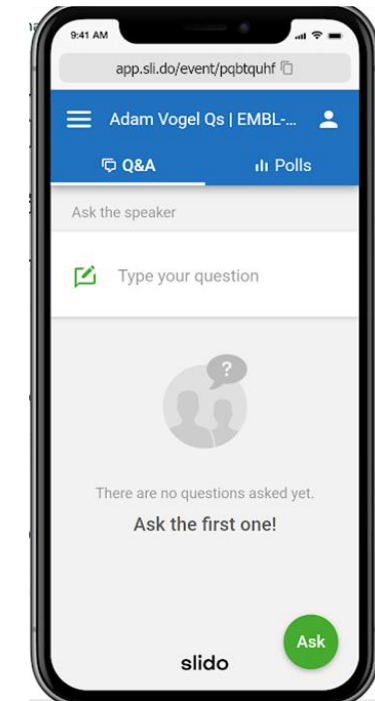 9:41 AM
app.sli.do/event/pqbtquhf
Adam Vogel Qs | EMBL-...
Q&A
Polls
Ask the speaker
Type your question
?
There are no questions asked yet.
Ask the first one!
Ask
slido